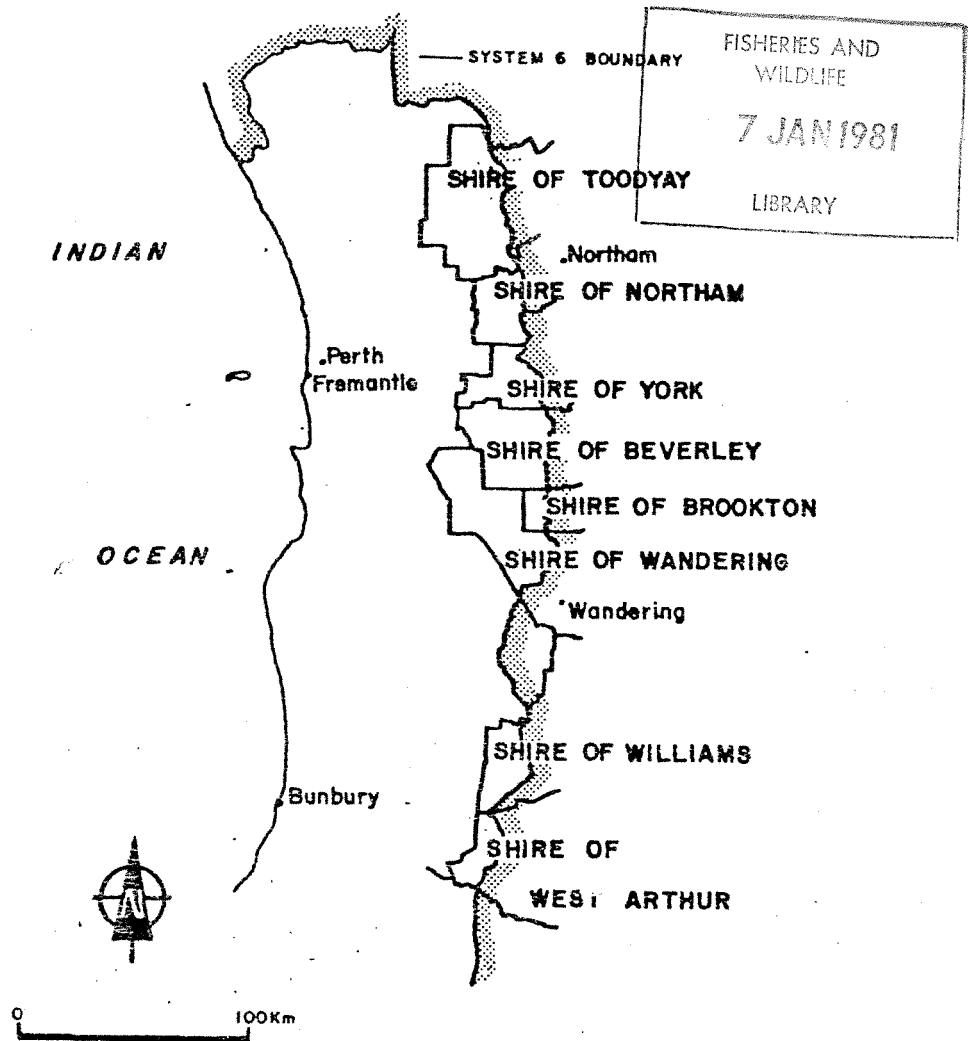 SYSTEM 6 BOUNDARY
FISHERIES AND
WILDLIFE
7 JAN 1981
LIBRARY
SHIRE OF TOODYAY
INDIAN
Northam
SHIRE OF NORTHAM
Perth
Fremantle
SHIRE OF YORK
SHIRE OF BEVERLEY
SHIRE OF BROOKTON
OCEAN
SHIRE OF WANDERING
Wandering
SHIRE OF WILLIAMS
Bunbury
SHIRE OF
WEST ARTHUR
0 100Km